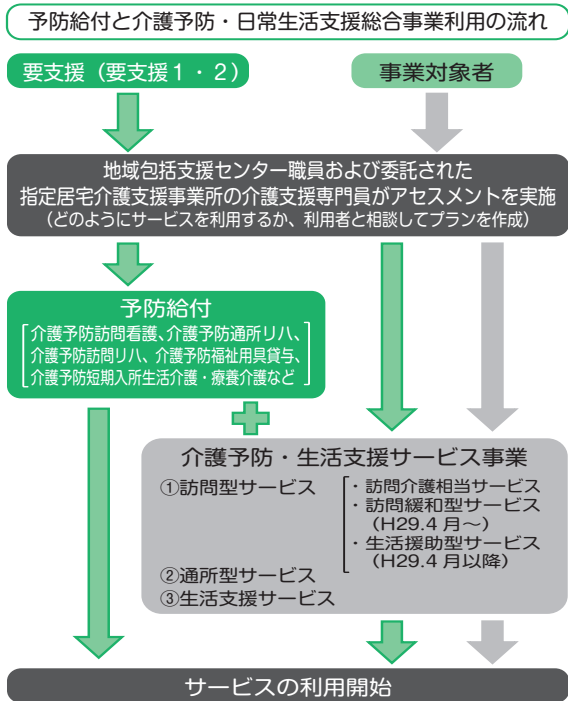 予防給付と介護予防・日常生活支援総合事業利用の流れ
要支援（要支援１・２）
事業対象者
地域包括支援センター職員および委託された
指定居宅介護支援事業所の介護支援専門員がアセスメントを実施
（どのようにサービスを利用するか、利用者と相談してプランを作成）
予防給付
介護予防訪問看護、介護予防通所リハ、
介護予防訪問リハ、介護予防福祉用具貸与、
介護予防短期入所生活介護・療養介護など
介護予防・生活支援サービス事業
①訪問型サービス
・訪問介護相当サービス
・訪問緩和型サービス
（H29.4月～）
・生活援助型サービス
（H29.4月以降）
②通所型サービス
③生活支援サービス
サービスの利用開始